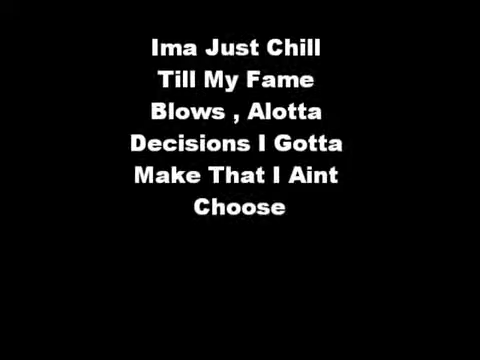 Ima Just Chill
Till My Fame
Blows , Alotta
Decisions I Gotta
Make That I Aint
Choose